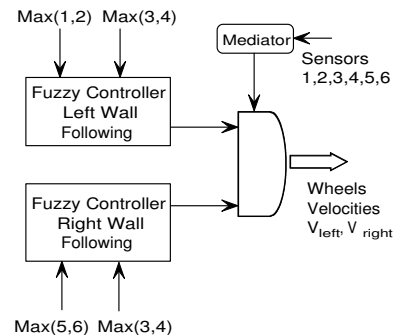 Max(1,2) Max(3,4)
Mediator
Sensors
1,2,3,4,5,6
Fuzzy Controller
Left Wall
Following
Fuzzy Controller
Right Wall
Following
Wheels
Velocities
Vleft, V right
Max(5,6) Max(3,4)